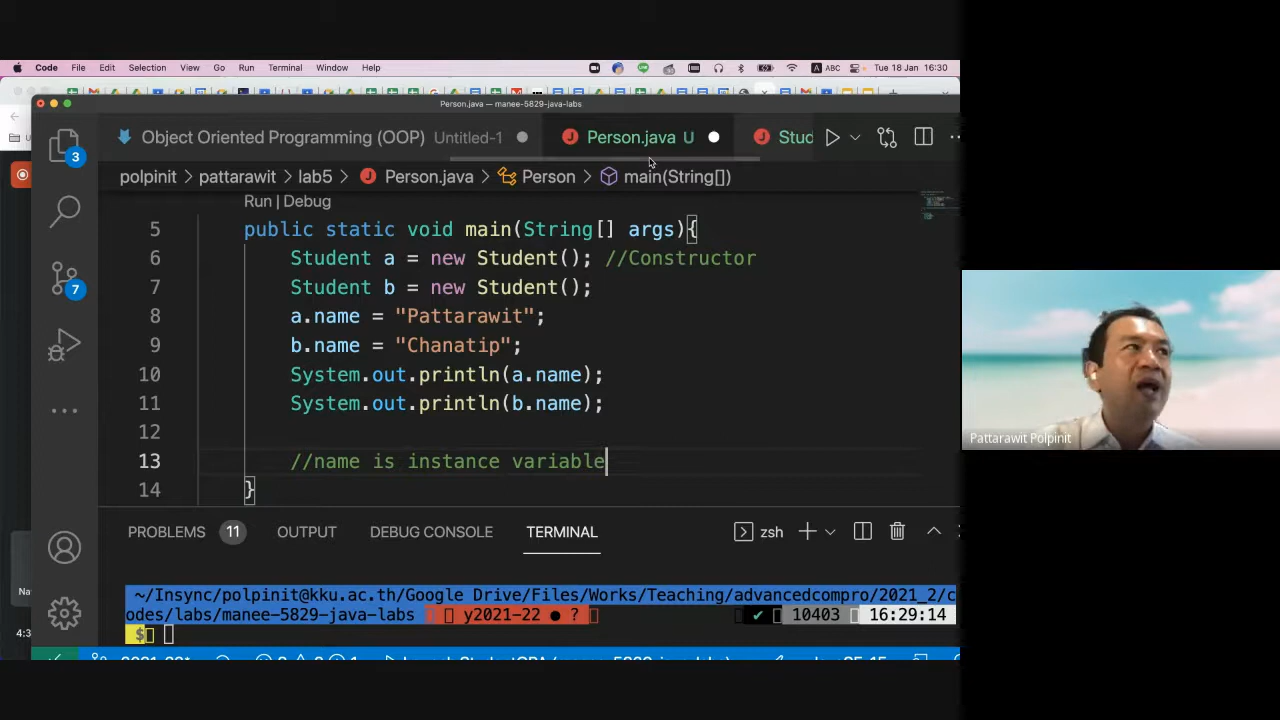 Code File Edit Selection View Go Run Terminal Window Help ABC Tue 18 Jan 16:30
Person.java — manee-5829-java-labs
Object Oriented Programming (OOP) Untitled-1 Person.java U Stud
polpinit > pattarawit > lab5 > Person.java > Person > main(String[])
Run | Debug
5 public static void main(String[] args){
6 Student a = new Student(); //Constructor
7 Student b = new Student();
8 a.name = "Pattarawit";
9 b.name = "Chanatip";
10 System.out.println(a.name);
11 System.out.println(b.name);
12
13 //name is instance variable
14 }
3
7
PROBLEMS 11 OUTPUT DEBUG CONSOLE TERMINAL zsh
~/Insync/polpinit@kku.ac.th/Google Drive/Files/Works/Teaching/advancedcompro/2021_2/c
odes/labs/manee-5829-java-labs y2021-22 ● ? ✔ 10403 16:29:14
$
Pattarawit Polpinit